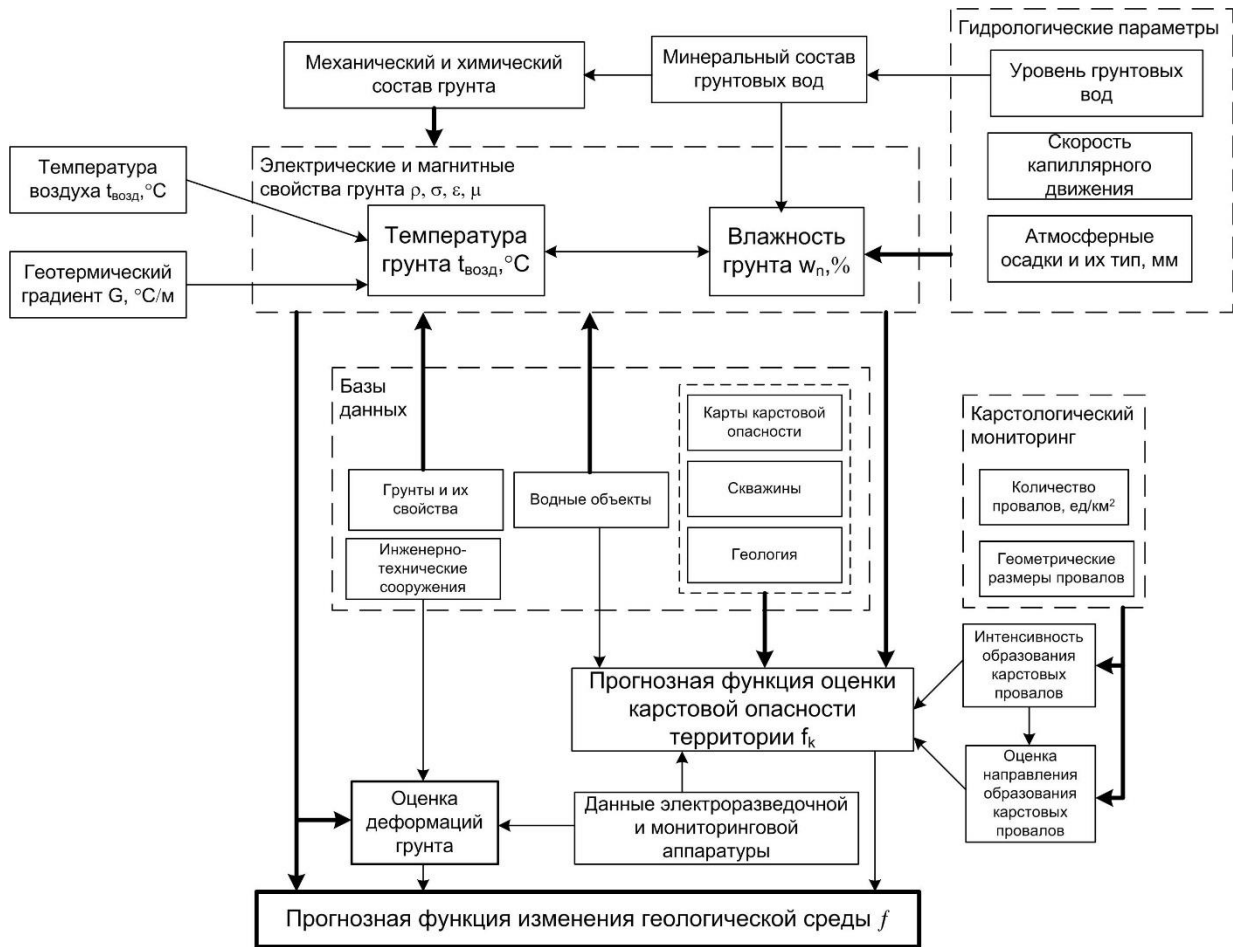 Гидрологические параметры
Механический и химический
состав грунта
Минеральный состав
грунтовых вод
Уровень грунтовых
вод
Скорость
капиллярного
движения
Атмосферные
осадки и их тип, мм
Температура
воздуха tвозд,°C
Геотермический
градиент G, °C/м
Электрические и магнитные
свойства грунта ρ, σ, ε, μ
Температура
грунта tвозд,°C
Влажность
грунта wn,%
Базы
данных
Грунты и их
свойства
Инженерно-
технические
сооружения
Водные объекты
Карты карстовой
опасности
Скважины
Геология
Карстологический
мониторинг
Количество
провалов, ед/км²
Геометрические
размеры провалов
Интенсивность
образования
карстовых
провалов
Оценка
направления
образования
карстовых
провалов
Прогнозная функция оценки
карстовой опасности
территории fk
Оценка
деформаций
грунта
Данные электроразведочной
и мониторинговой
аппаратуры
Прогнозная функция изменения геологической среды f